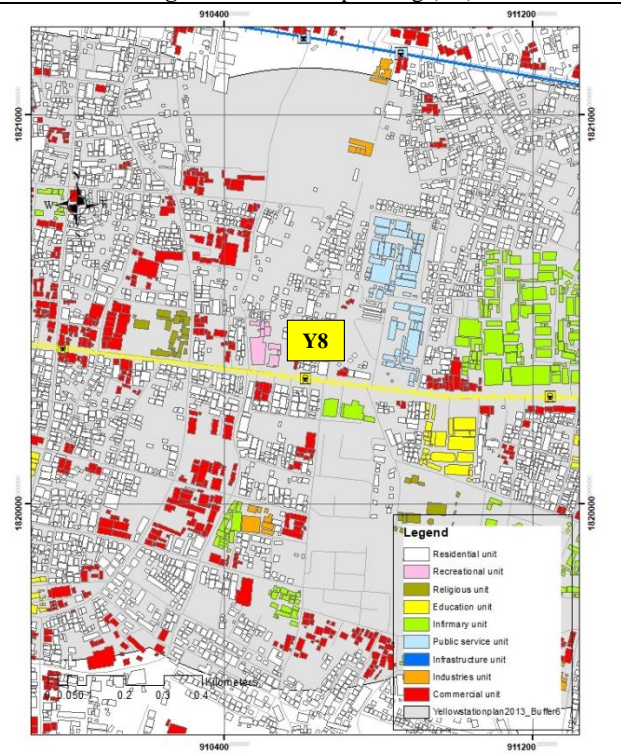 910400
911200
1821000
1821000
W
E
Y8
1820000
1820000
Legend
Residential unit
Recreational unit
Religious unit
Education unit
Infirmary unit
Public service unit
Infrastructure unit
Industries unit
Commercial unit
Kilometers
0.2
0.3
0.4
910400
911200